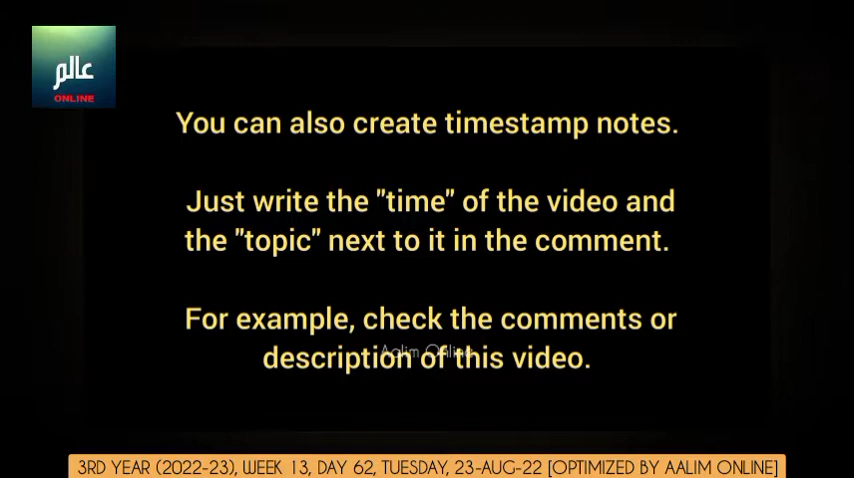 عالم
ONLINE
You can also create timestamp notes.
Just write the "time" of the video and
the "topic" next to it in the comment.
For example, check the comments or
Aalim Online
description of this video.
3RD YEAR (2022-23), WEEK 13, DAY 62, TUESDAY, 23-AUG-22 [OPTIMIZED BY AALIM ONLINE]